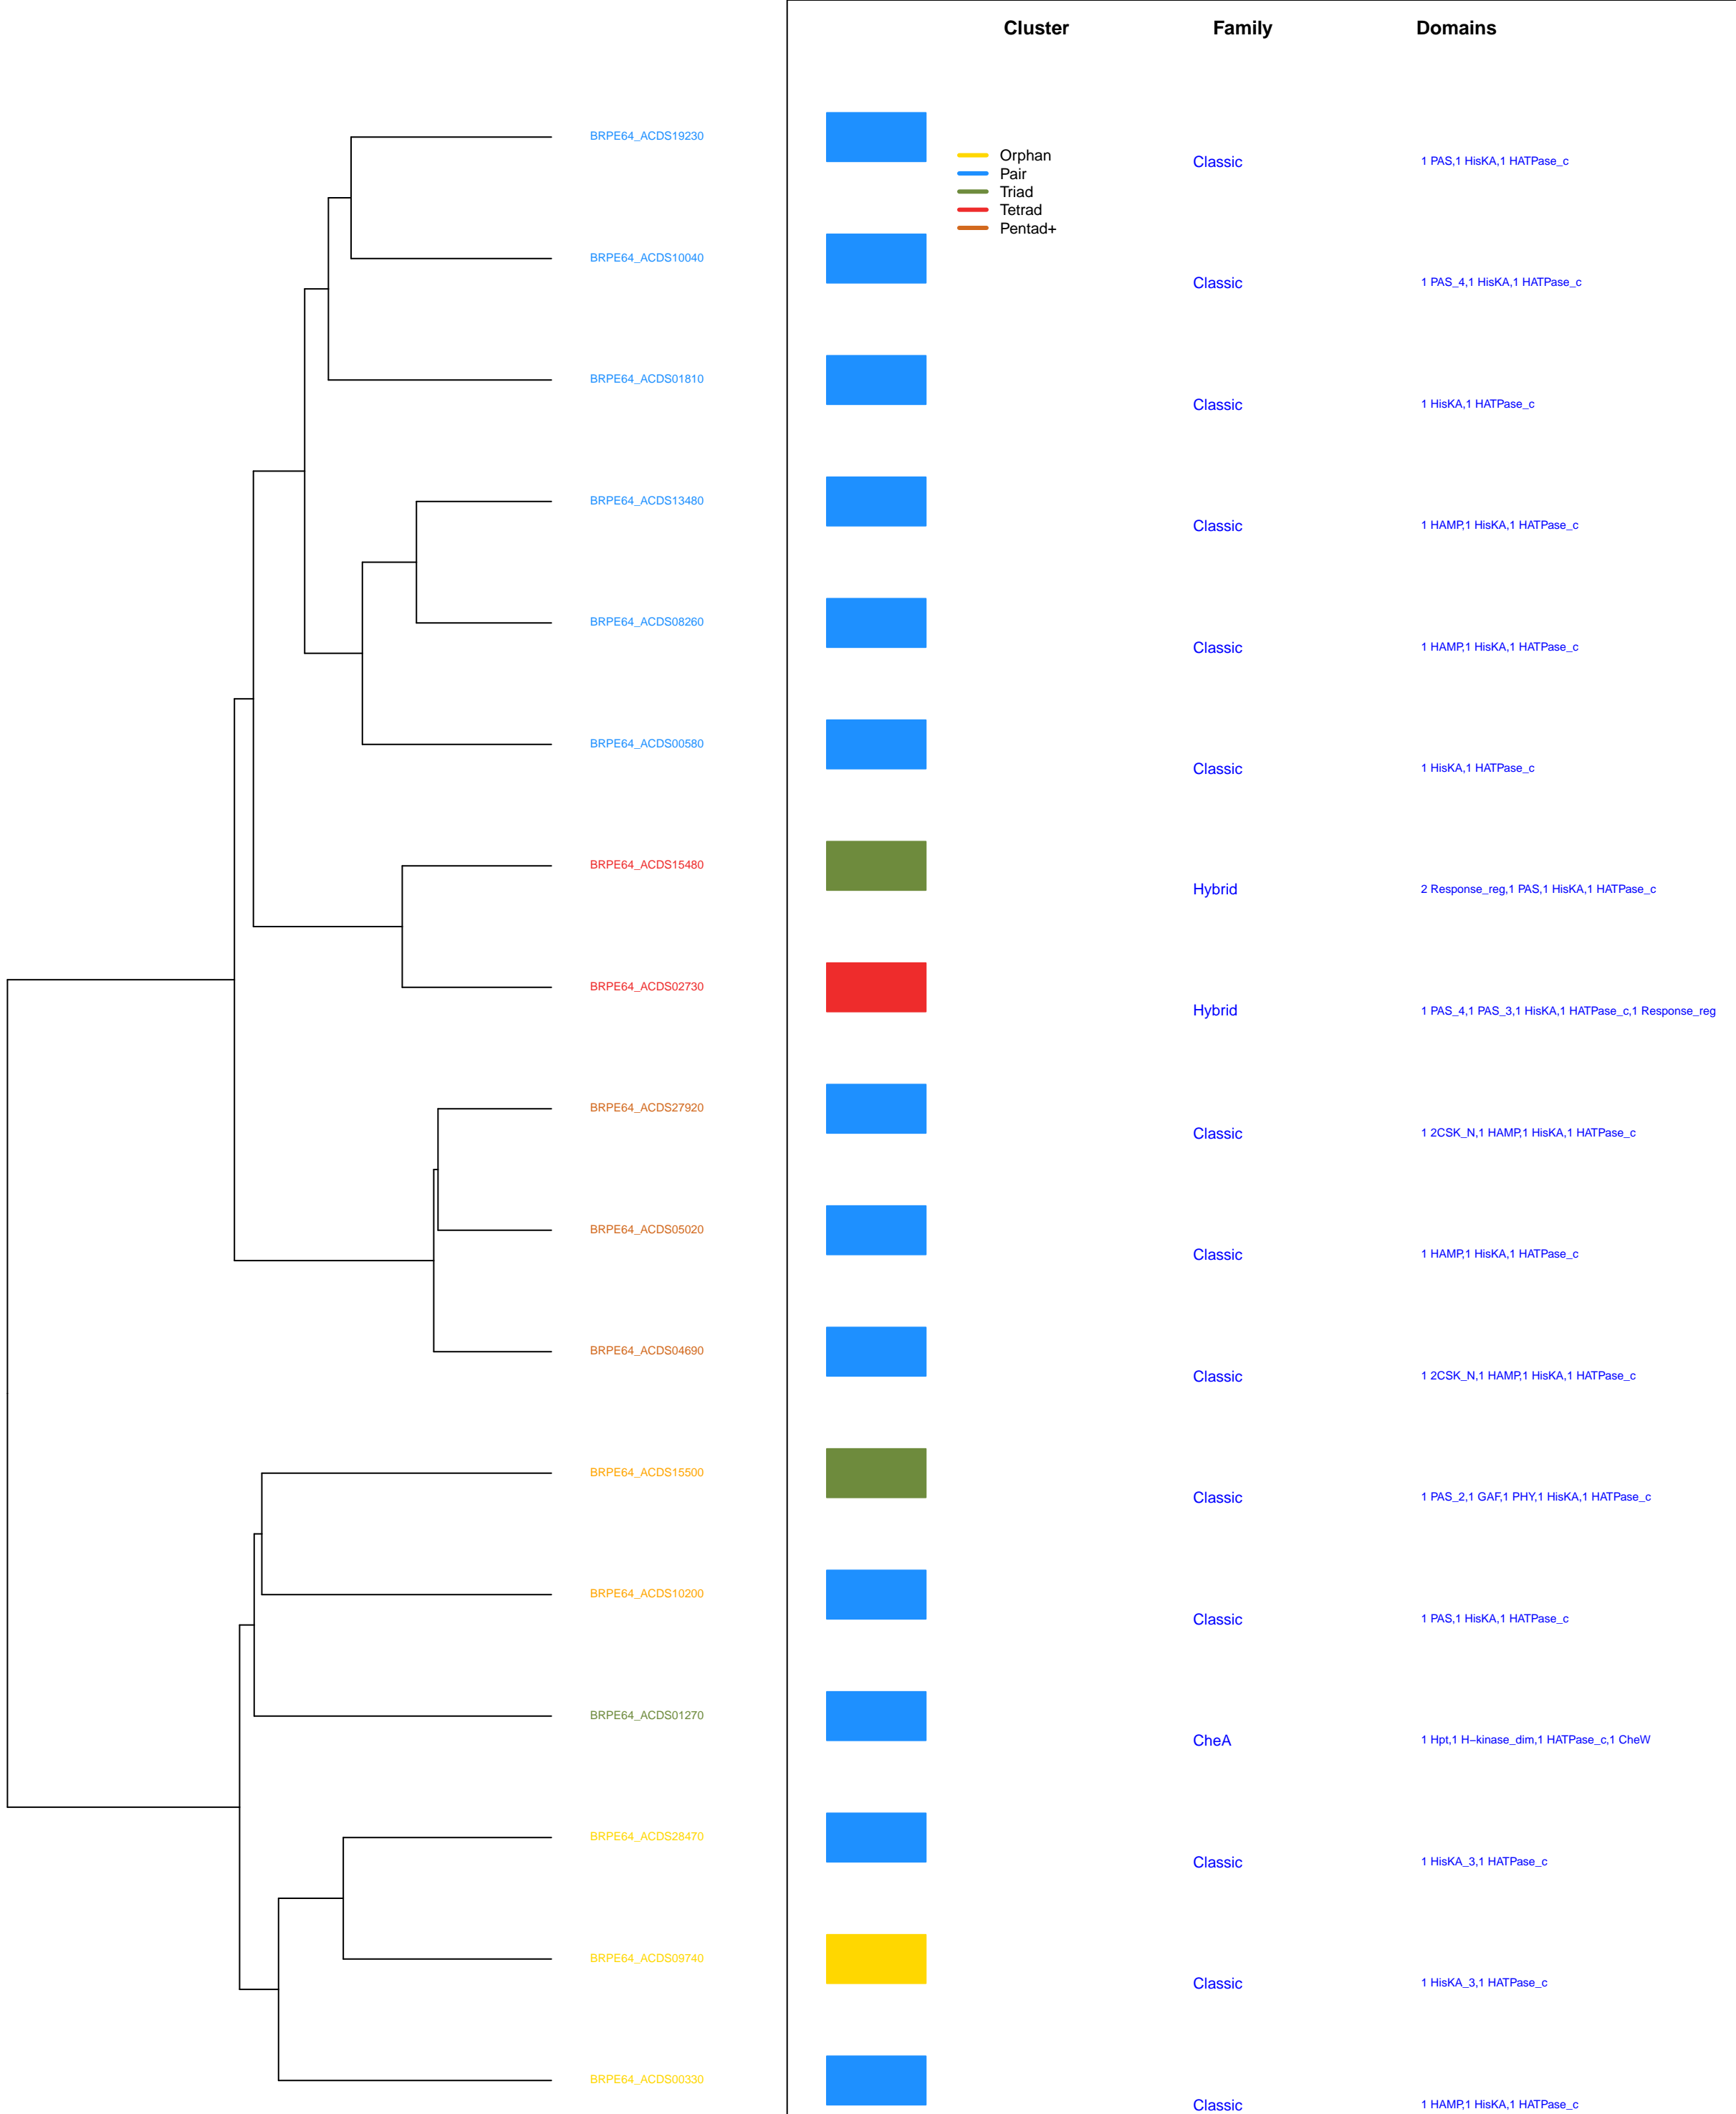 Cluster Family Domains
BRPE64_ACDS19230
Orphan
Classic 1 PAS,1 HisKA,1 HATPase_c
Pair
Triad
Tetrad
Pentad+
BRPE64_ACDS10040
Classic 1 PAS_4,1 HisKA,1 HATPase_c
BRPE64_ACDS01810
Classic 1 HisKA,1 HATPase_c
BRPE64_ACDS13480
Classic 1 HAMP,1 HisKA,1 HATPase_c
BRPE64_ACDS08260
Classic 1 HAMP,1 HisKA,1 HATPase_c
BRPE64_ACDS00580
Classic 1 HisKA,1 HATPase_c
BRPE64_ACDS15480
Hybrid 2 Response_reg,1 PAS,1 HisKA,1 HATPase_c
BRPE64_ACDS02730
Hybrid 1 PAS_4,1 PAS_3,1 HisKA,1 HATPase_c,1 Response_reg
BRPE64_ACDS27920
Classic 1 2CSK_N,1 HAMP,1 HisKA,1 HATPase_c
BRPE64_ACDS05020
Classic 1 HAMP,1 HisKA,1 HATPase_c
BRPE64_ACDS04690
Classic 1 2CSK_N,1 HAMP,1 HisKA,1 HATPase_c
BRPE64_ACDS15500
Classic 1 PAS_2,1 GAF,1 PHY,1 HisKA,1 HATPase_c
BRPE64_ACDS10200
Classic 1 PAS,1 HisKA,1 HATPase_c
BRPE64_ACDS01270
CheA 1 Hpt,1 H−kinase_dim,1 HATPase_c,1 CheW
BRPE64_ACDS28470
Classic 1 HisKA_3,1 HATPase_c
BRPE64_ACDS09740
Classic 1 HisKA_3,1 HATPase_c
BRPE64_ACDS00330
Classic 1 HAMP,1 HisKA,1 HATPase_c